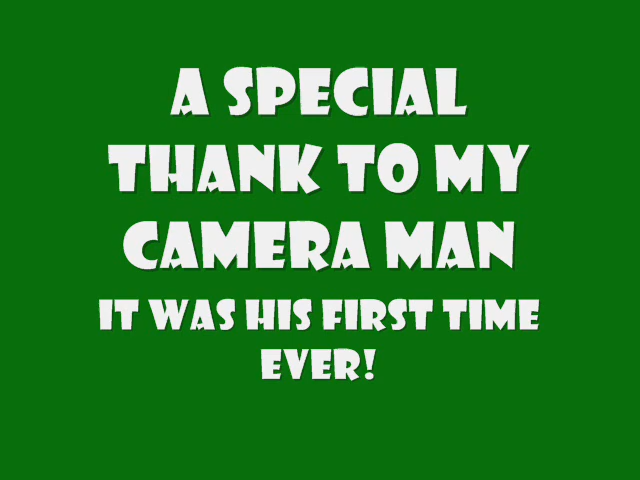 A SPECIAL
THANK TO MY
CAMERA MAN
IT WAS HIS FIRST TIME
EVER!